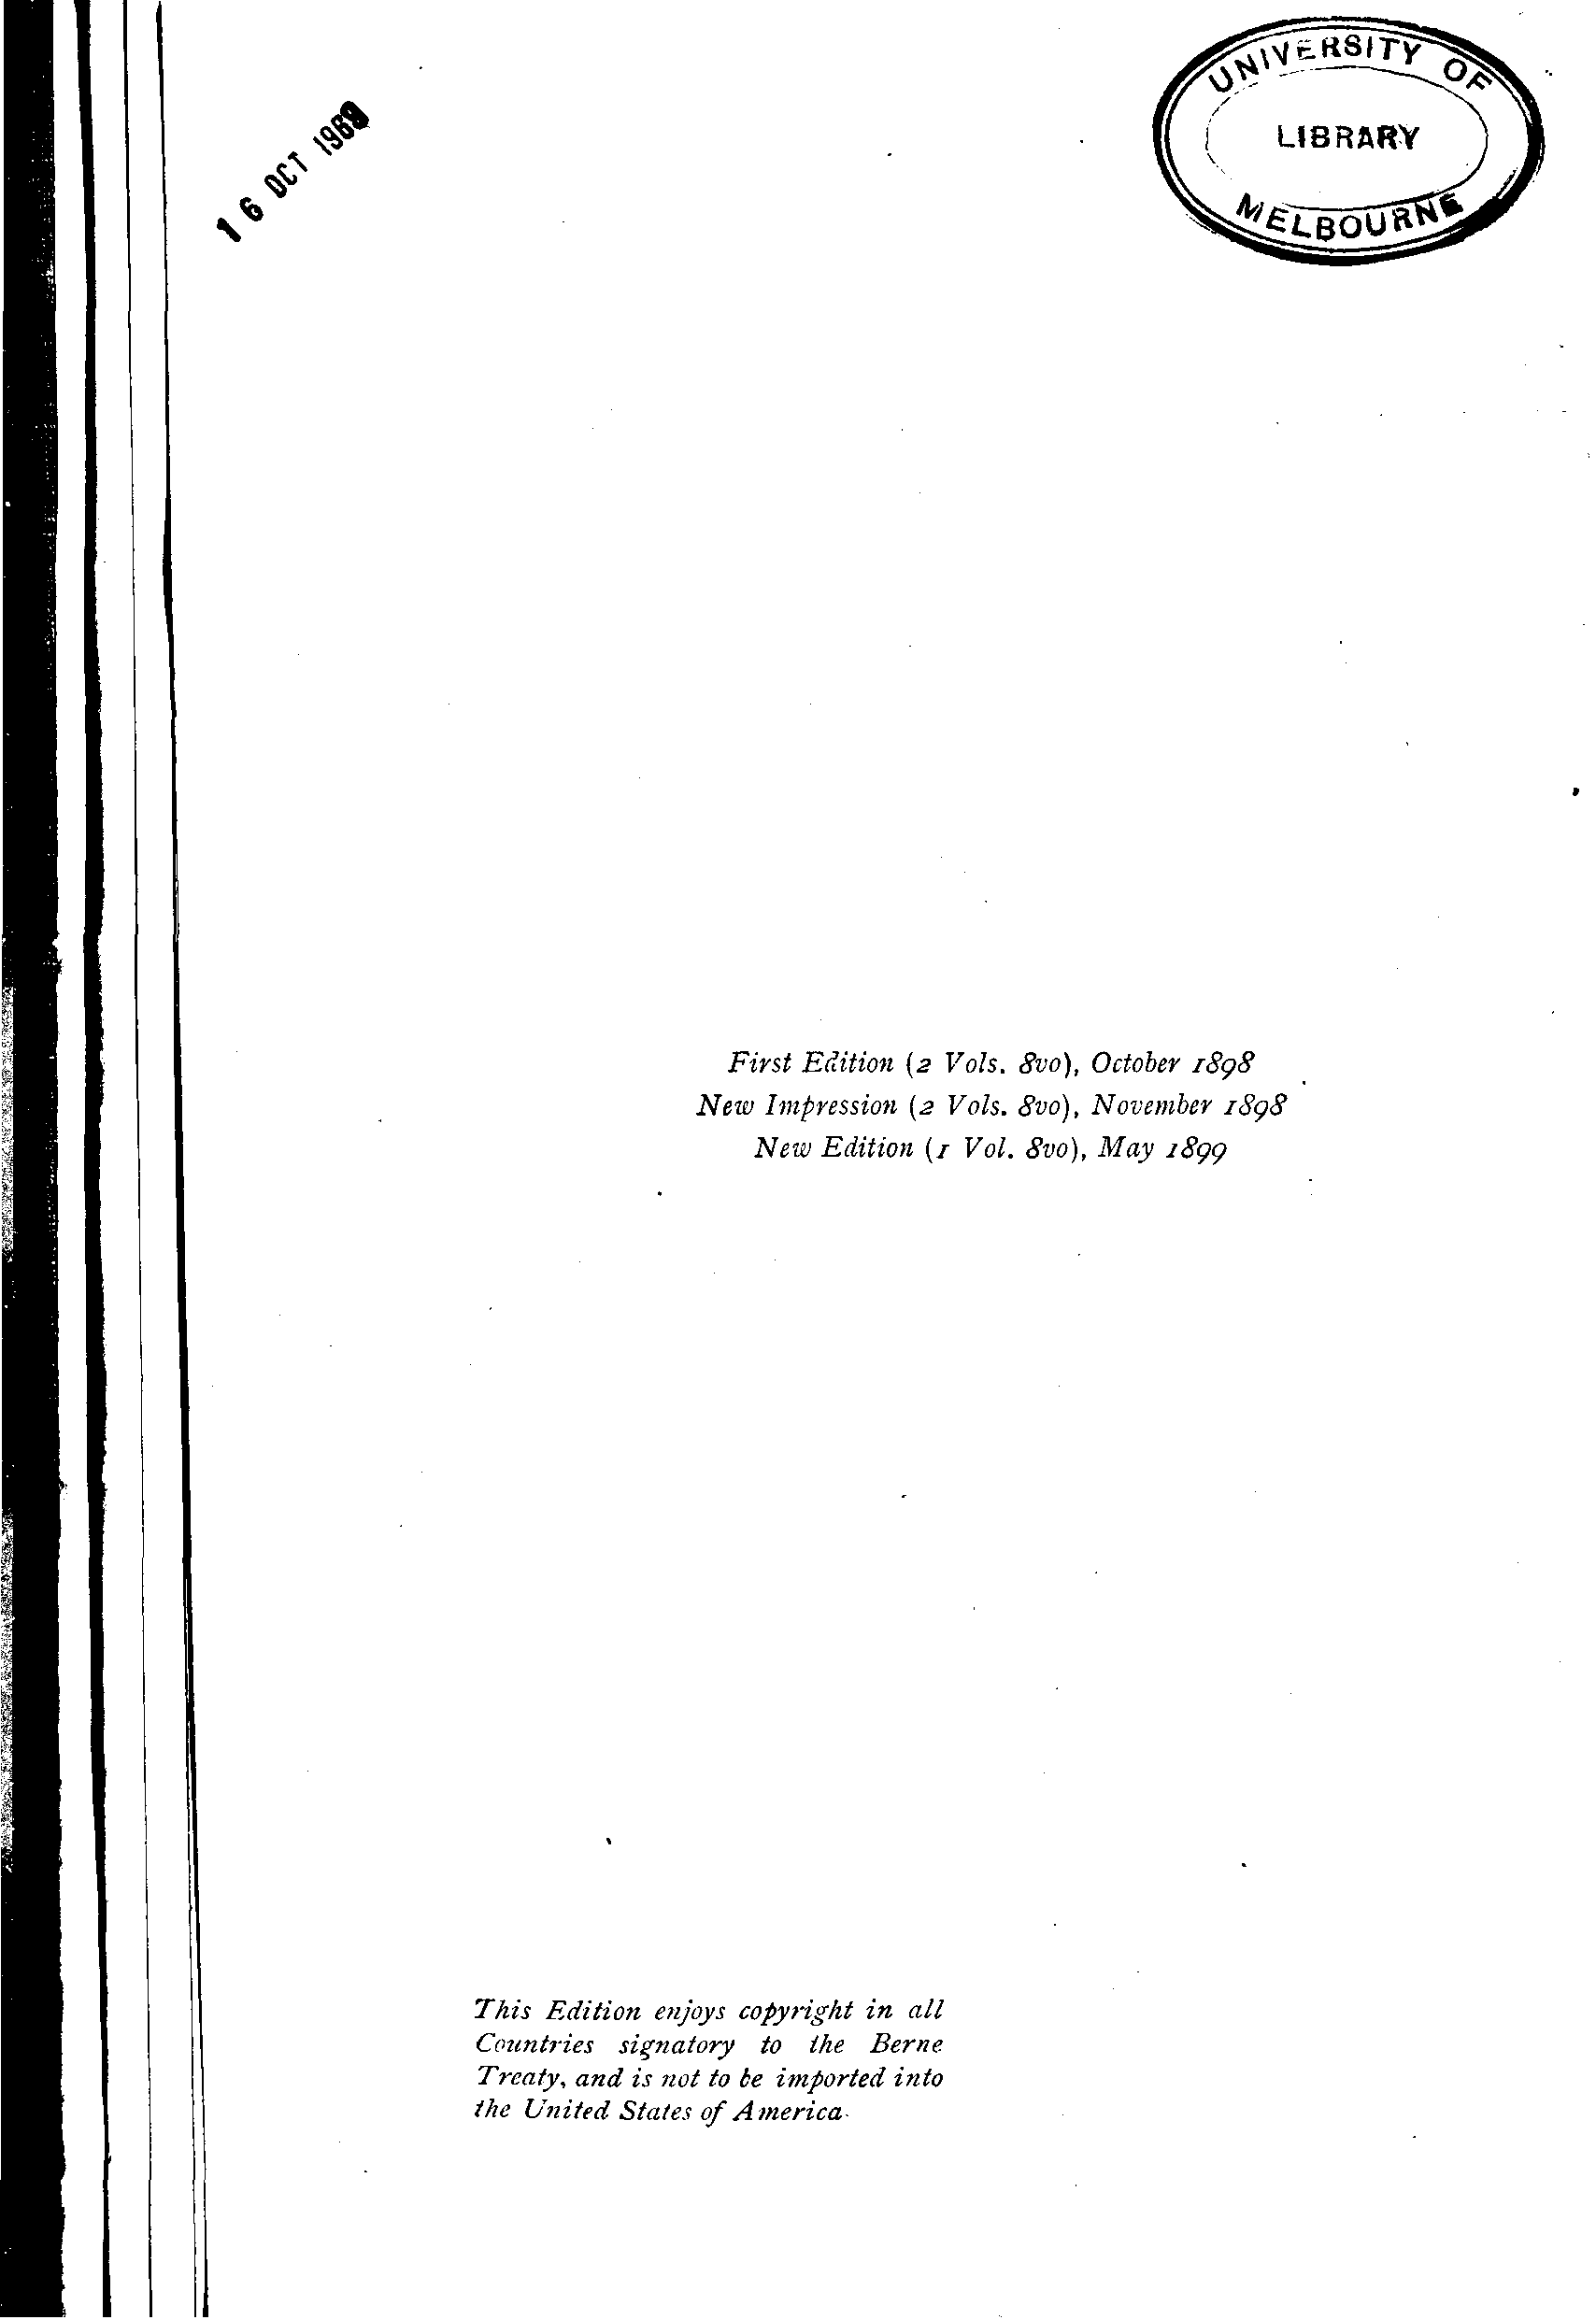 16 OCT 1969
UNIVERSITY OF
LIBRARY
MELBOURNE
First Edition (2 Vols. 8vo), October 1898
New Impression (2 Vols. 8vo), November 1898
New Edition (1 Vol. 8vo), May 1899
This Edition enjoys copyright in all
Countries signatory to the Berne
Treaty, and is not to be imported into
the United States of America.